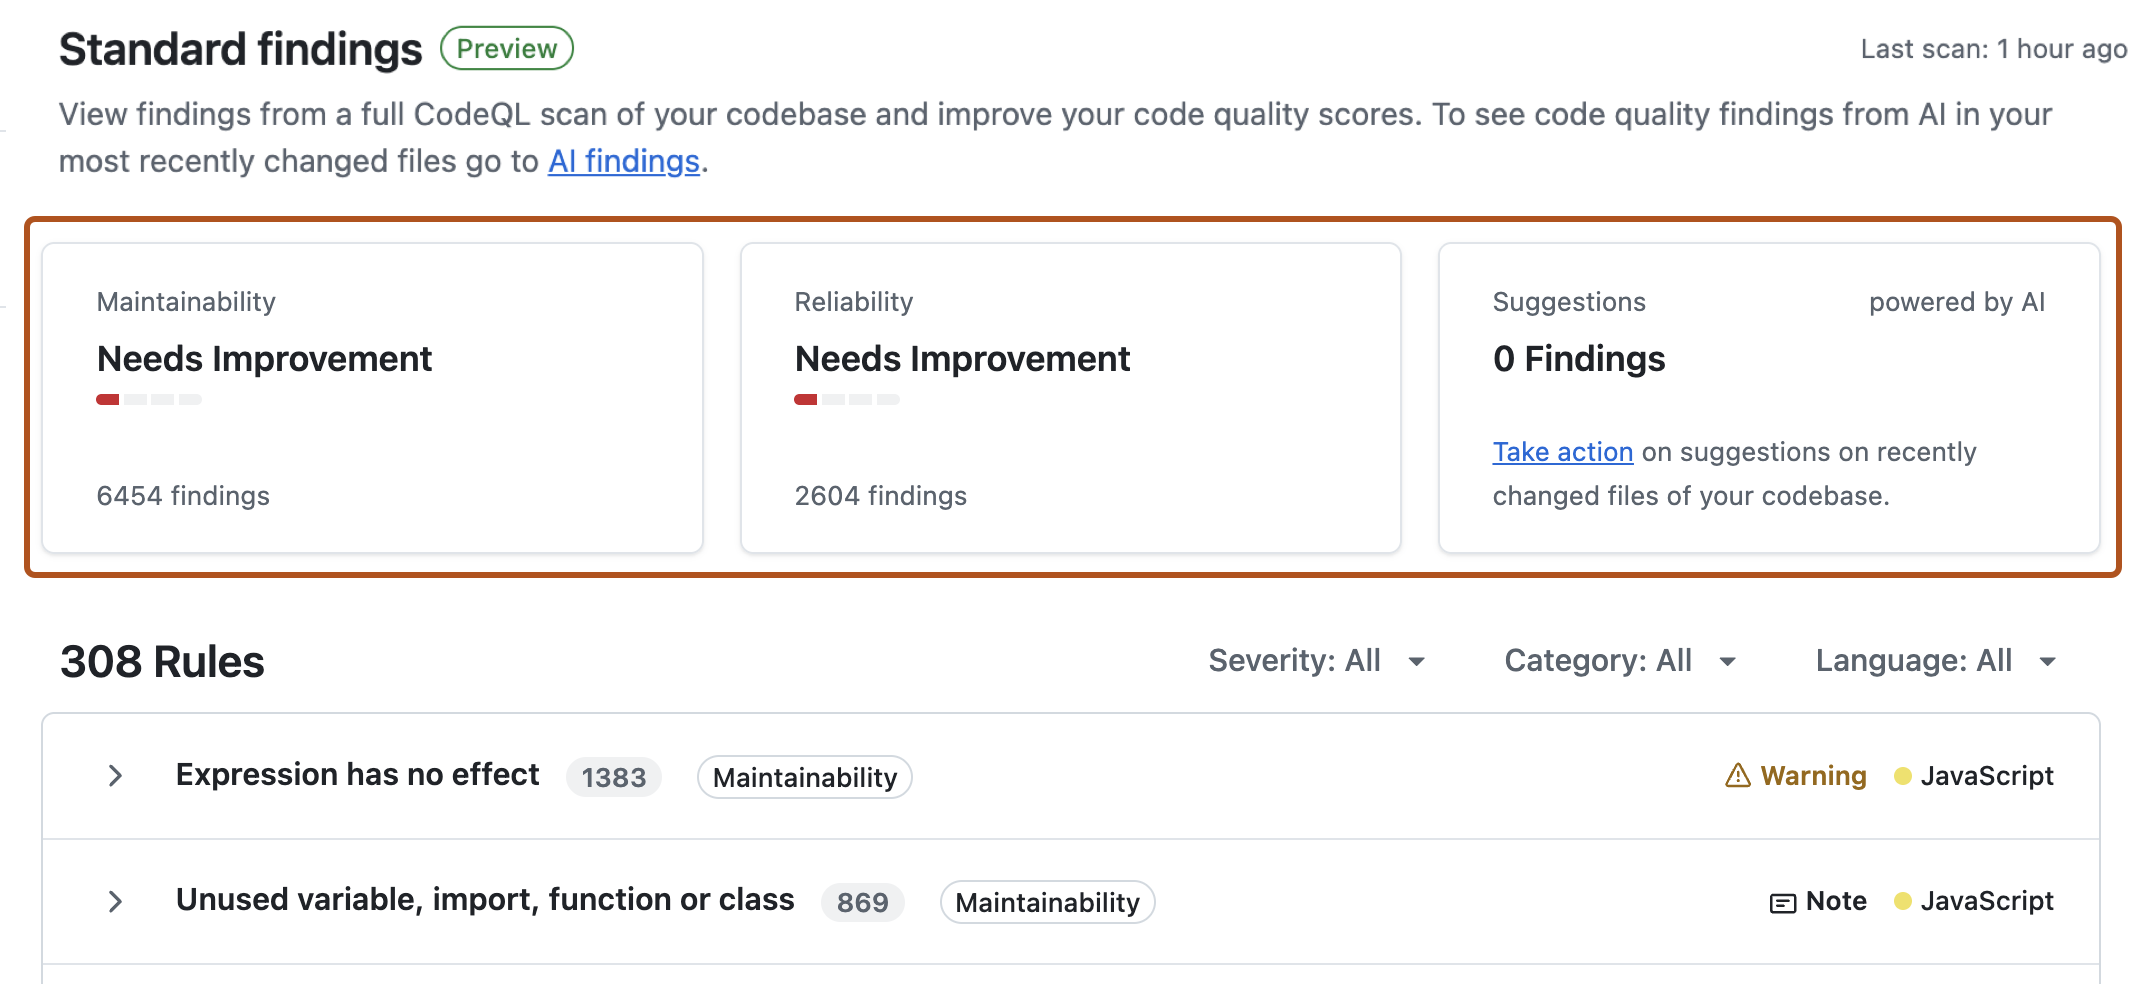 Standard findings Preview Last scan: 1 hour ago
View findings from a full CodeQL scan of your codebase and improve your code quality scores. To see code quality findings from AI in your
most recently changed files go to AI findings.
Maintainability
Needs Improvement
6454 findings
Reliability
Needs Improvement
2604 findings
Suggestions powered by AI
0 Findings
Take action on suggestions on recently
changed files of your codebase.
308 Rules Severity: All Category: All Language: All
Expression has no effect 1383 Maintainability Warning JavaScript
Unused variable, import, function or class 869 Maintainability Note JavaScript